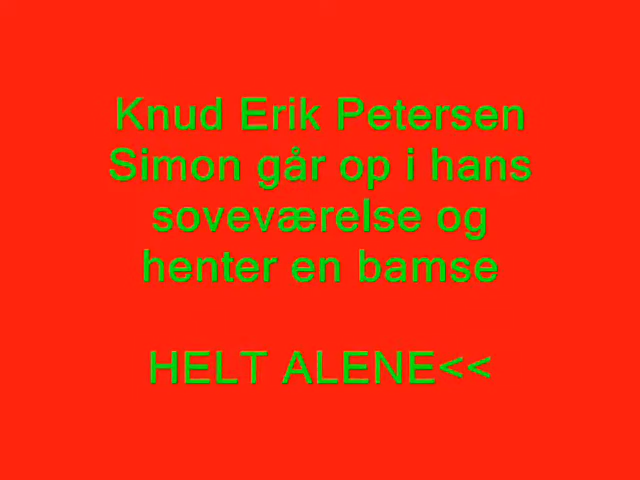 Knud Erik Petersen
Simon går op i hans
soveværelse og
henter en bamse
HELT ALENE<<